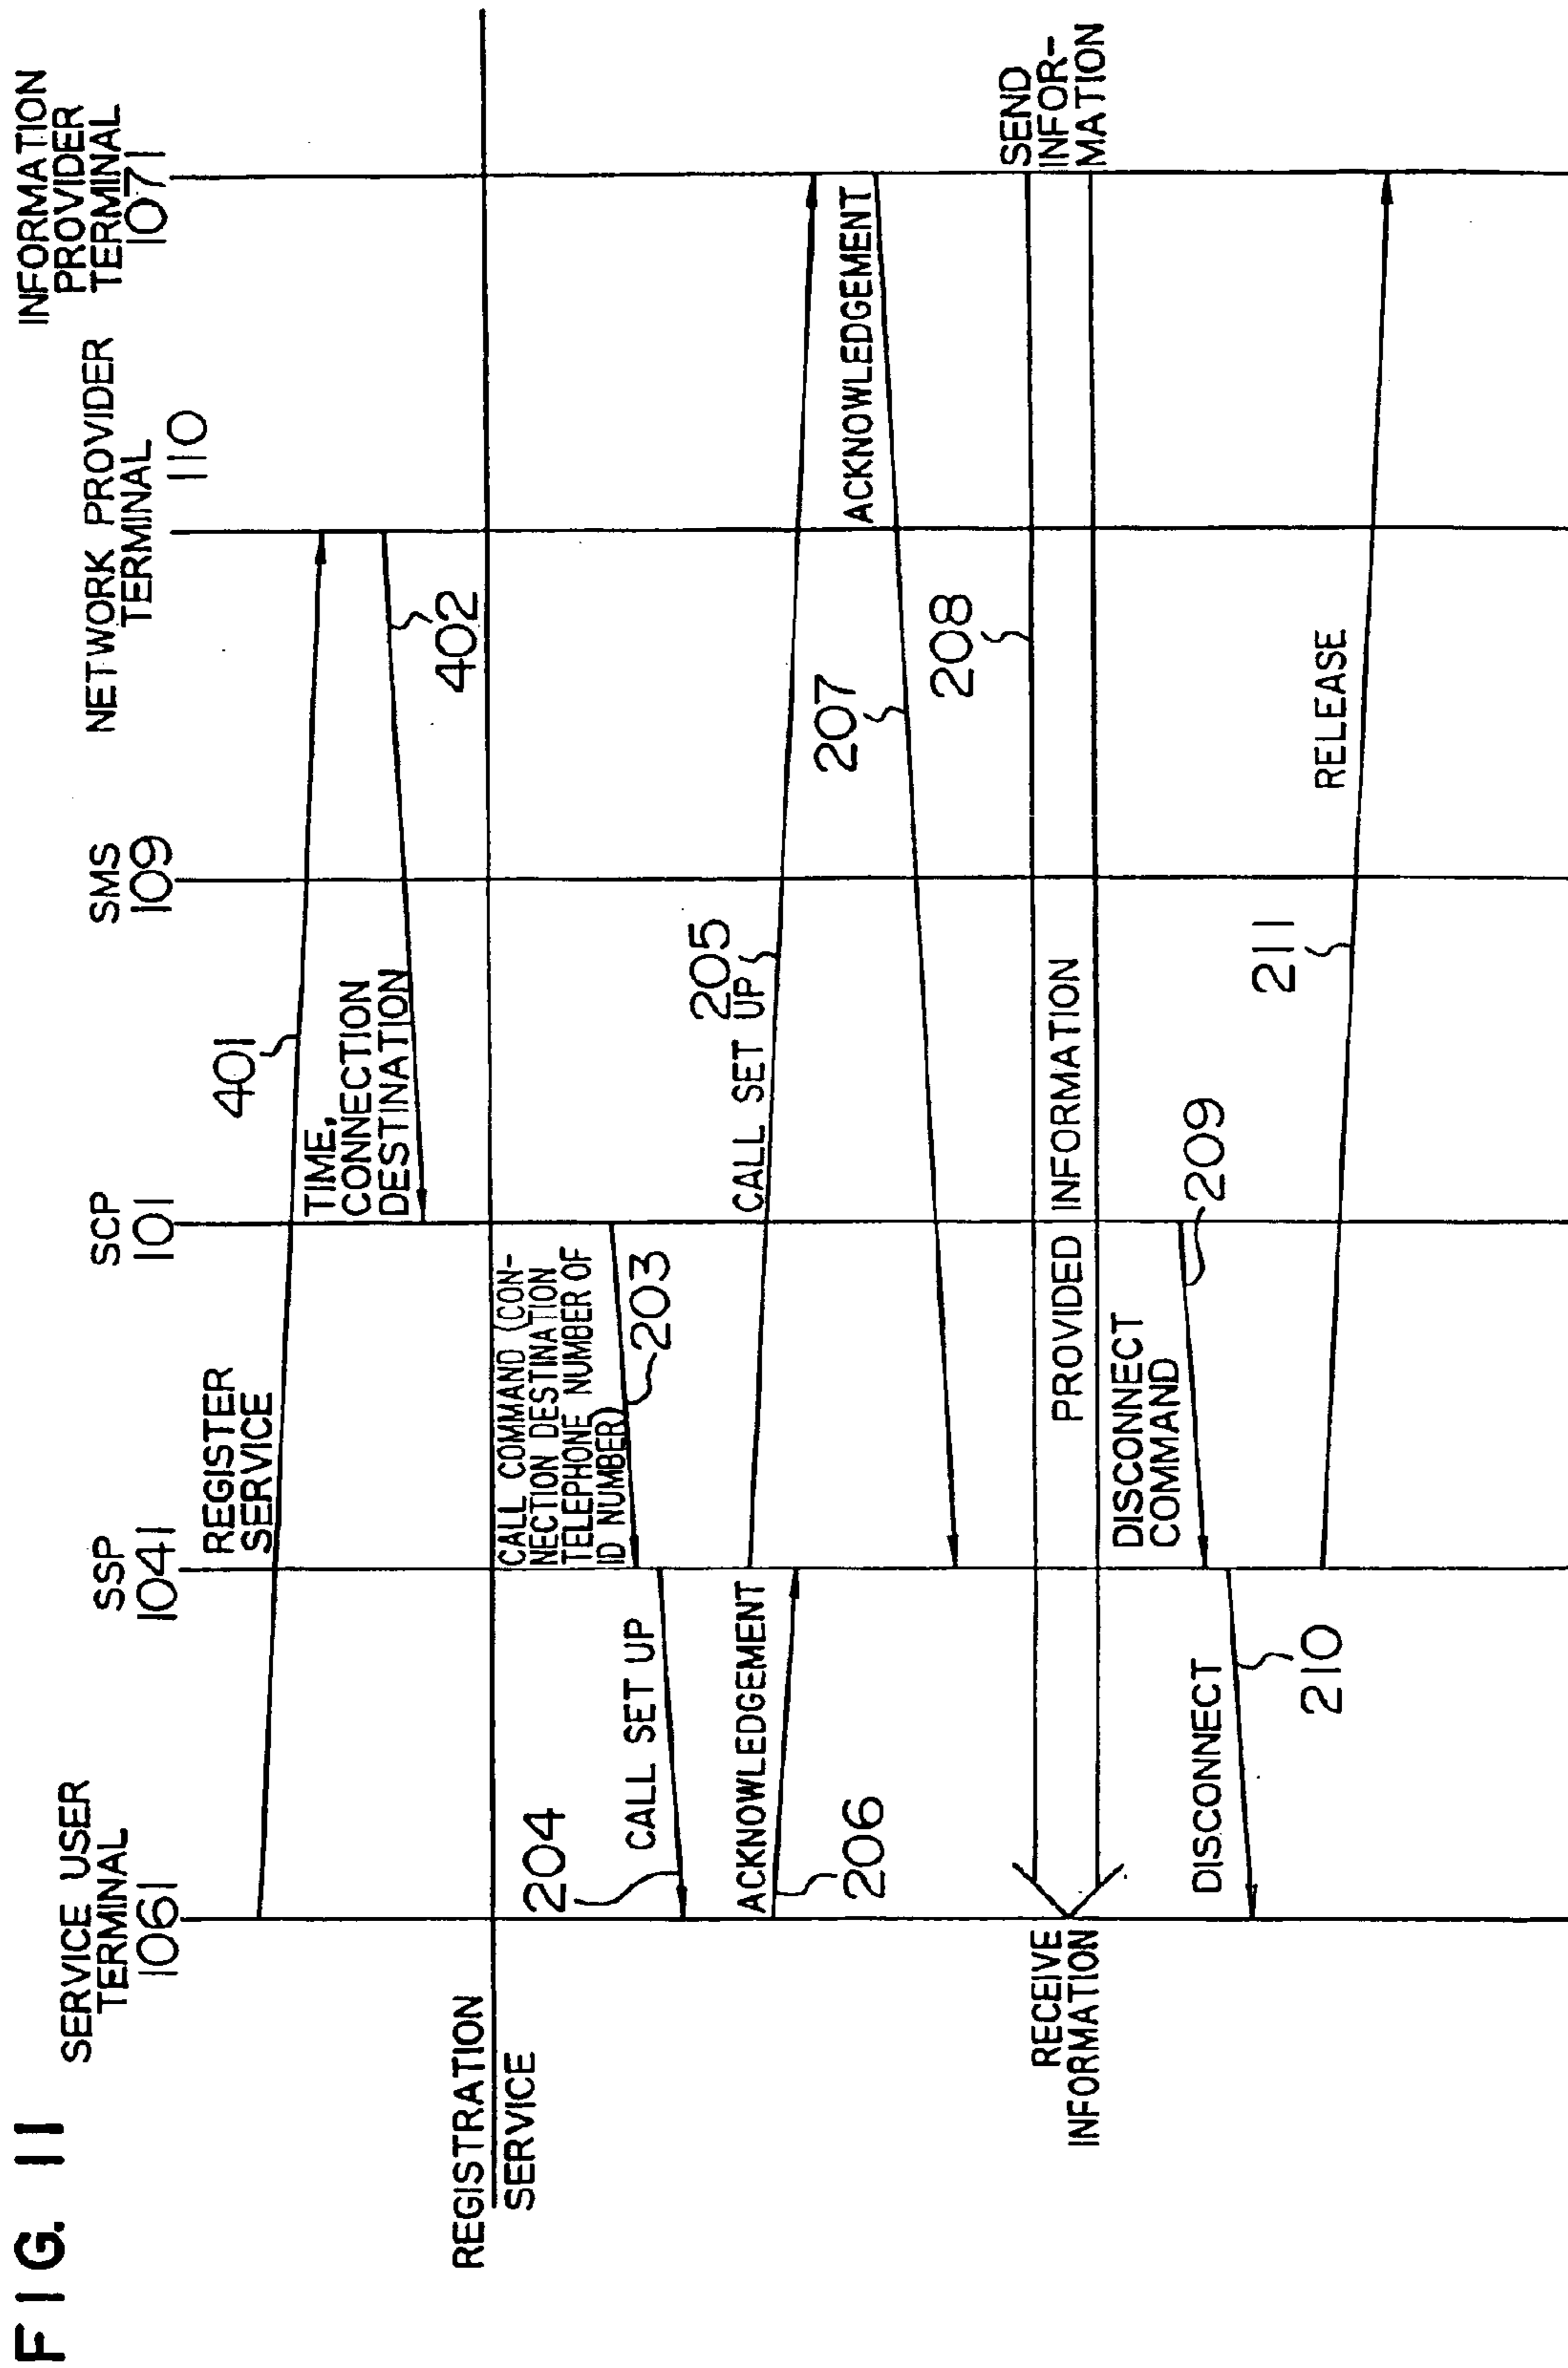 FIG. 11
SERVICE USER
TERMINAL
1061
SSP
1041
SCP
101
SMS
109
NETWORK PROVIDER
TERMINAL
110
INFORMATION
PROVIDER
TERMINAL
1071
REGISTER
SERVICE
401
TIME,
CONNECTION
DESTINATION
402
REGISTRATION
SERVICE
CALL COMMAND (CON-
NECTION DESTINATION
TELEPHONE NUMBER OF
ID NUMBER)
203
204
CALL SET UP
205
CALL SET UP
ACKNOWLEDGEMENT
206
ACKNOWLEDGEMENT
207
208
SEND
INFOR-
MATION
PROVIDED INFORMATION
RECEIVE
INFORMATION
DISCONNECT
COMMAND
209
DISCONNECT
210
211
RELEASE